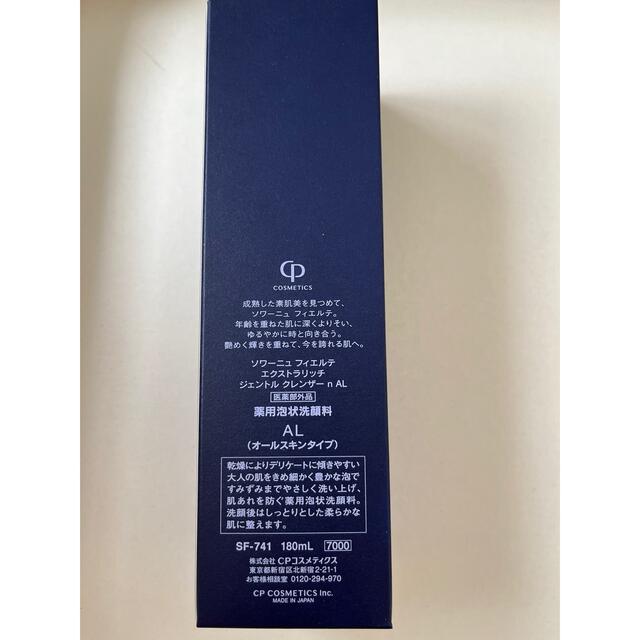 CP
COSMETICS
成熟した素肌美を見つめて、
ソワーニュ フィエルテ。
年齢を重ねた肌に深くよりそい、
ゆるやかに時と向き合う。
艶めく輝きを重ねて、今を誇れる肌へ。
ソワーニュ フィエルテ
エクストラリッチ
ジェントル クレンザー n AL
医薬部外品
薬用泡状洗顔料
AL
(オールスキンタイプ)
乾燥によりデリケートに傾きやすい
大人の肌をきめ細かく豊かな泡で
すみずみまでやさしく洗い上げ、
肌あれを防ぐ薬用泡状洗顔料。
洗顔後はしっとりとした柔らかな
肌に整えます。
SF-741 180mL 7000
株式会社 CPコスメティクス
東京都新宿区北新宿2-21-1
お客様相談室 0120-294-970
CP COSMETICS Inc.
MADE IN JAPAN